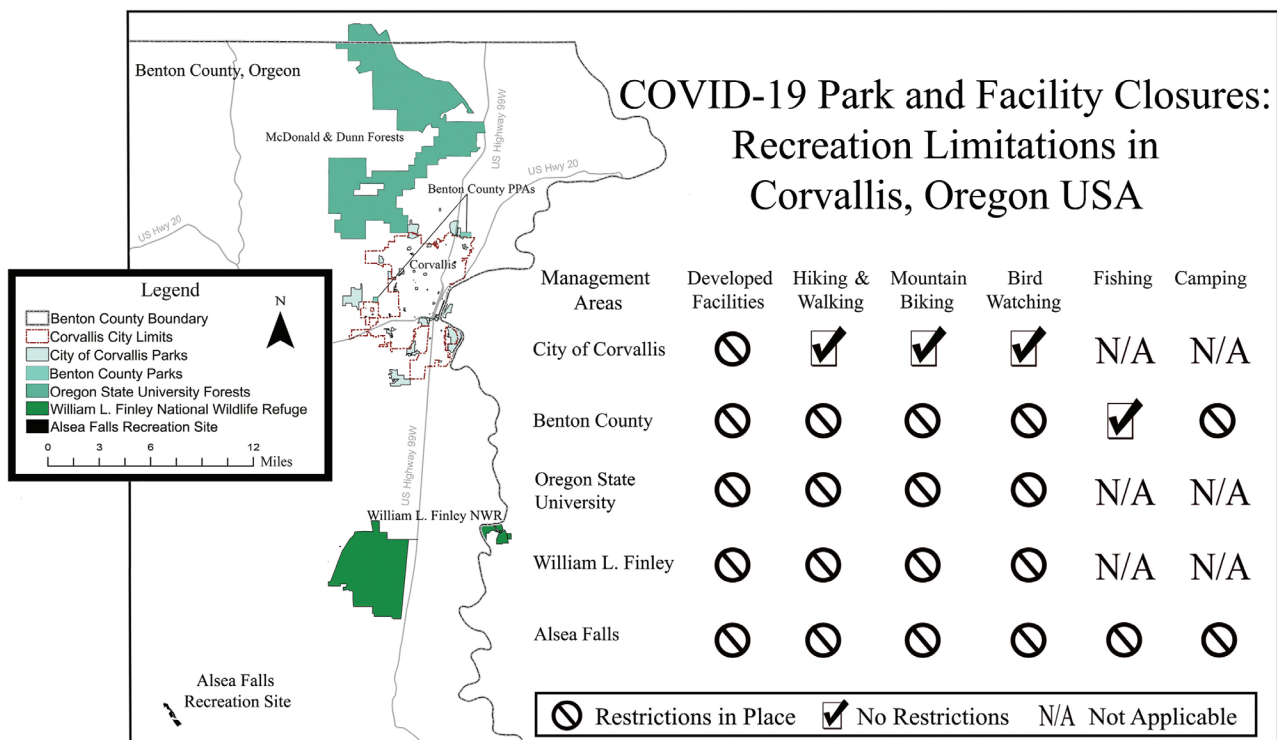 Benton County, Orgeon
McDonald & Dunn Forests
US Highway 99W
US Hwy 20
Benton County PPAs
US Hwy 20
Corvallis
COVID-19 Park and Facility Closures:
Recreation Limitations in
Corvallis, Oregon USA
Legend
N
Benton County Boundary
Corvallis City Limits
City of Corvallis Parks
Benton County Parks
Oregon State University Forests
William L. Finley National Wildlife Refuge
Alsea Falls Recreation Site
0 3 6 12
Miles
US Highway 99W
William L. Finley NWR
Alsea Falls
Recreation Site
Management
Areas
Developed
Facilities
Hiking &
Walking
Mountain
Biking
Bird
Watching
Fishing
Camping
City of Corvallis N/A N/A
Benton County
Oregon State
University
N/A N/A
William L. Finley N/A N/A
Alsea Falls
Restrictions in Place No Restrictions N/A Not Applicable